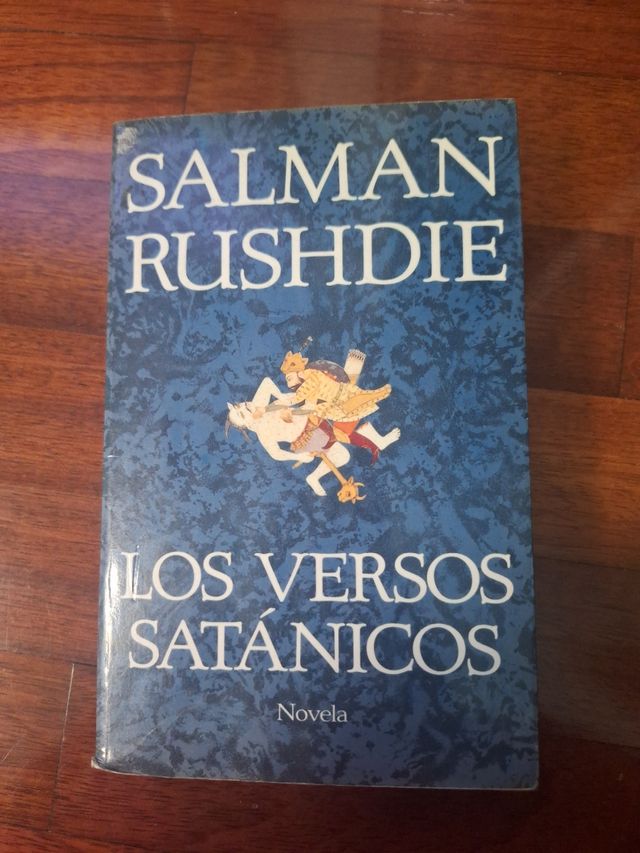 SALMAN
RUSHDIE
LOS VERSOS
SATÁNICOS
Novela